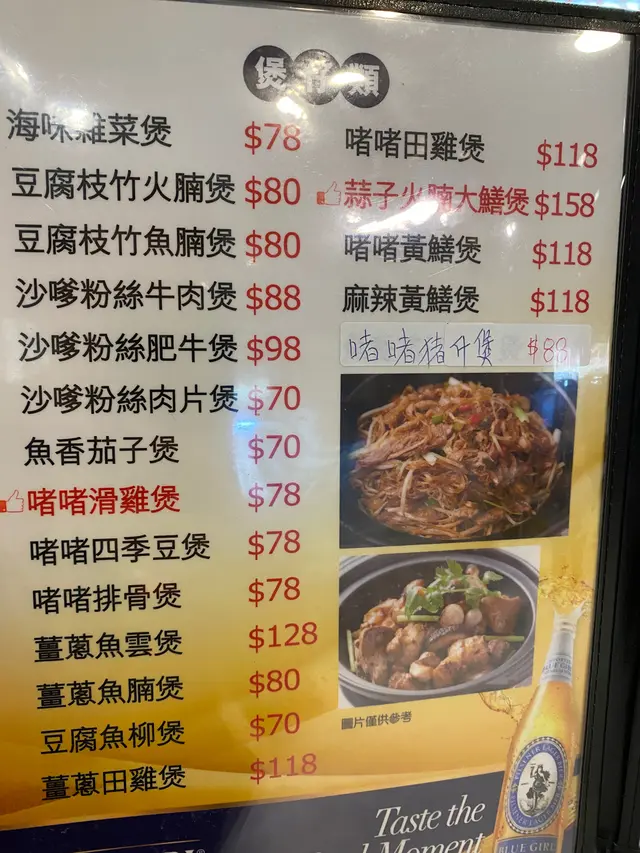 煲仔類
海味雜菜煲 $78
豆腐枝竹火腩煲 $80
豆腐枝竹魚腩煲 $80
沙嗲粉絲牛肉煲 $88
沙嗲粉絲肥牛煲 $98
沙嗲粉絲肉片煲 $70
魚香茄子煲 $70
啫啫滑雞煲 $78
啫啫四季豆煲 $78
啫啫排骨煲 $78
薑蔥魚雲煲 $128
薑蔥魚腩煲 $80
豆腐魚柳煲 $70
薑蔥田雞煲 $118
啫啫田雞煲 $118
蒜子火腩大鱔煲 $158
啫啫黃鱔煲 $118
麻辣黃鱔煲 $118
啫啫猪肝煲 $88
圖片僅供參考
Taste the
Moment
BLUE GIRL